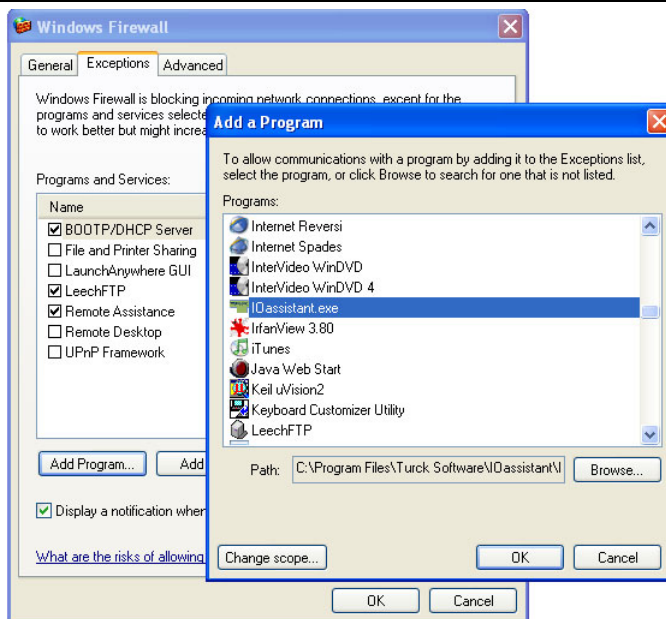 Windows Firewall
General Exceptions Advanced
Windows Firewall is blocking incoming network connections, except for the
programs and services selecte
to work better but might increa
Programs and Services:
Name
BOOTP/DHCP Server
File and Printer Sharing
LaunchAnywhere GUI
LeechFTP
Remote Assistance
Remote Desktop
UPnP Framework
Add Program... Add
Display a notification when
What are the risks of allowing
OK Cancel
Add a Program
To allow communications with a program by adding it to the Exceptions list,
select the program, or click Browse to search for one that is not listed.
Programs:
Internet Reversi
Internet Spades
InterVideo WinDVD
InterVideo WinDVD 4
IOassistant.exe
IrfanView 3.80
iTunes
Java Web Start
Keil uVision2
Keyboard Customizer Utility
LeechFTP
Path: C:\Program Files\Turck Software\IOassistant\I Browse...
Change scope... OK Cancel